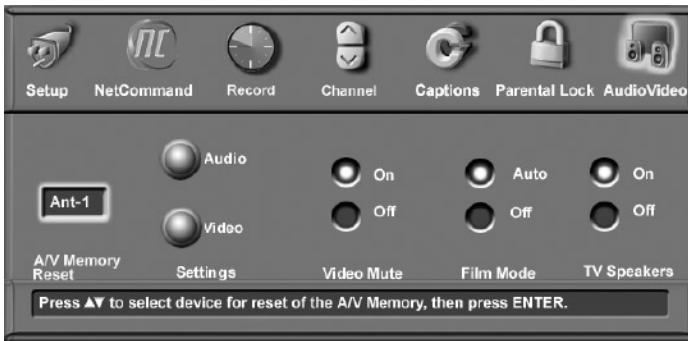 Setup NetCommand Record Channel Captions Parental Lock AudioVideo
Audio
On Auto On
Ant-1
Off Off Off
Video
A/V Memory
Reset Settings Video Mute Film Mode TV Speakers
Press ▲▼ to select device for reset of the A/V Memory, then press ENTER.